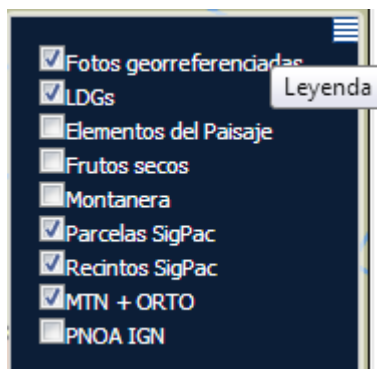 Fotos georreferenciadas
Leyenda
LDGs
Elementos del Paisaje
Frutos secos
Montanera
Parcelas SigPac
Recintos SigPac
MTN + ORTO
PNOA IGN